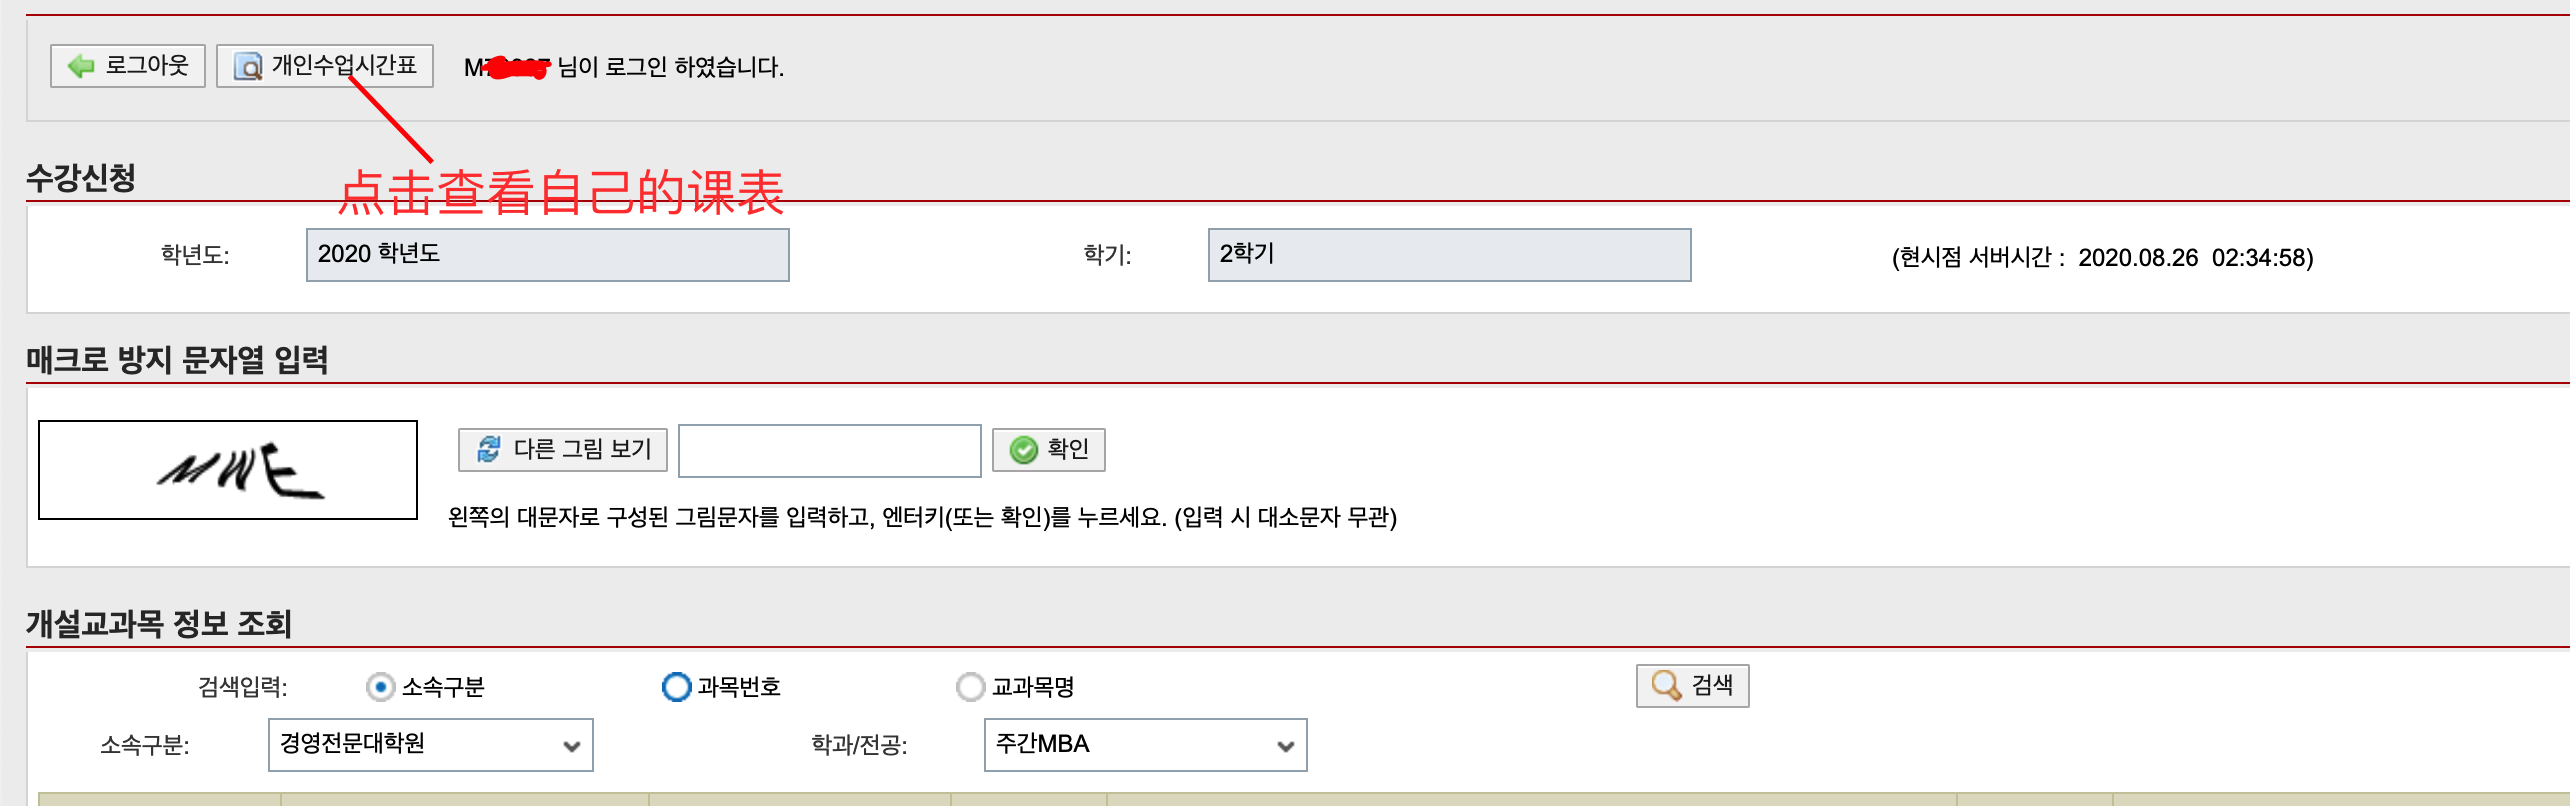 로그아웃 개인수업시간표 님이 로그인 하였습니다.
수강신청
点击查看自己的课表
학년도: 2020 학년도 학기: 2학기 (현시점 서버시간 : 2020.08.26 02:34:58)
매크로 방지 문자열 입력
MWE 다른 그림 보기 확인
왼쪽의 대문자로 구성된 그림문자를 입력하고, 엔터키(또는 확인)를 누르세요. (입력 시 대소문자 무관)
개설교과목 정보 조회
검색입력: 소속구분 과목번호 교과목명 검색
소속구분: 경영전문대학원 학과/전공: 주간MBA